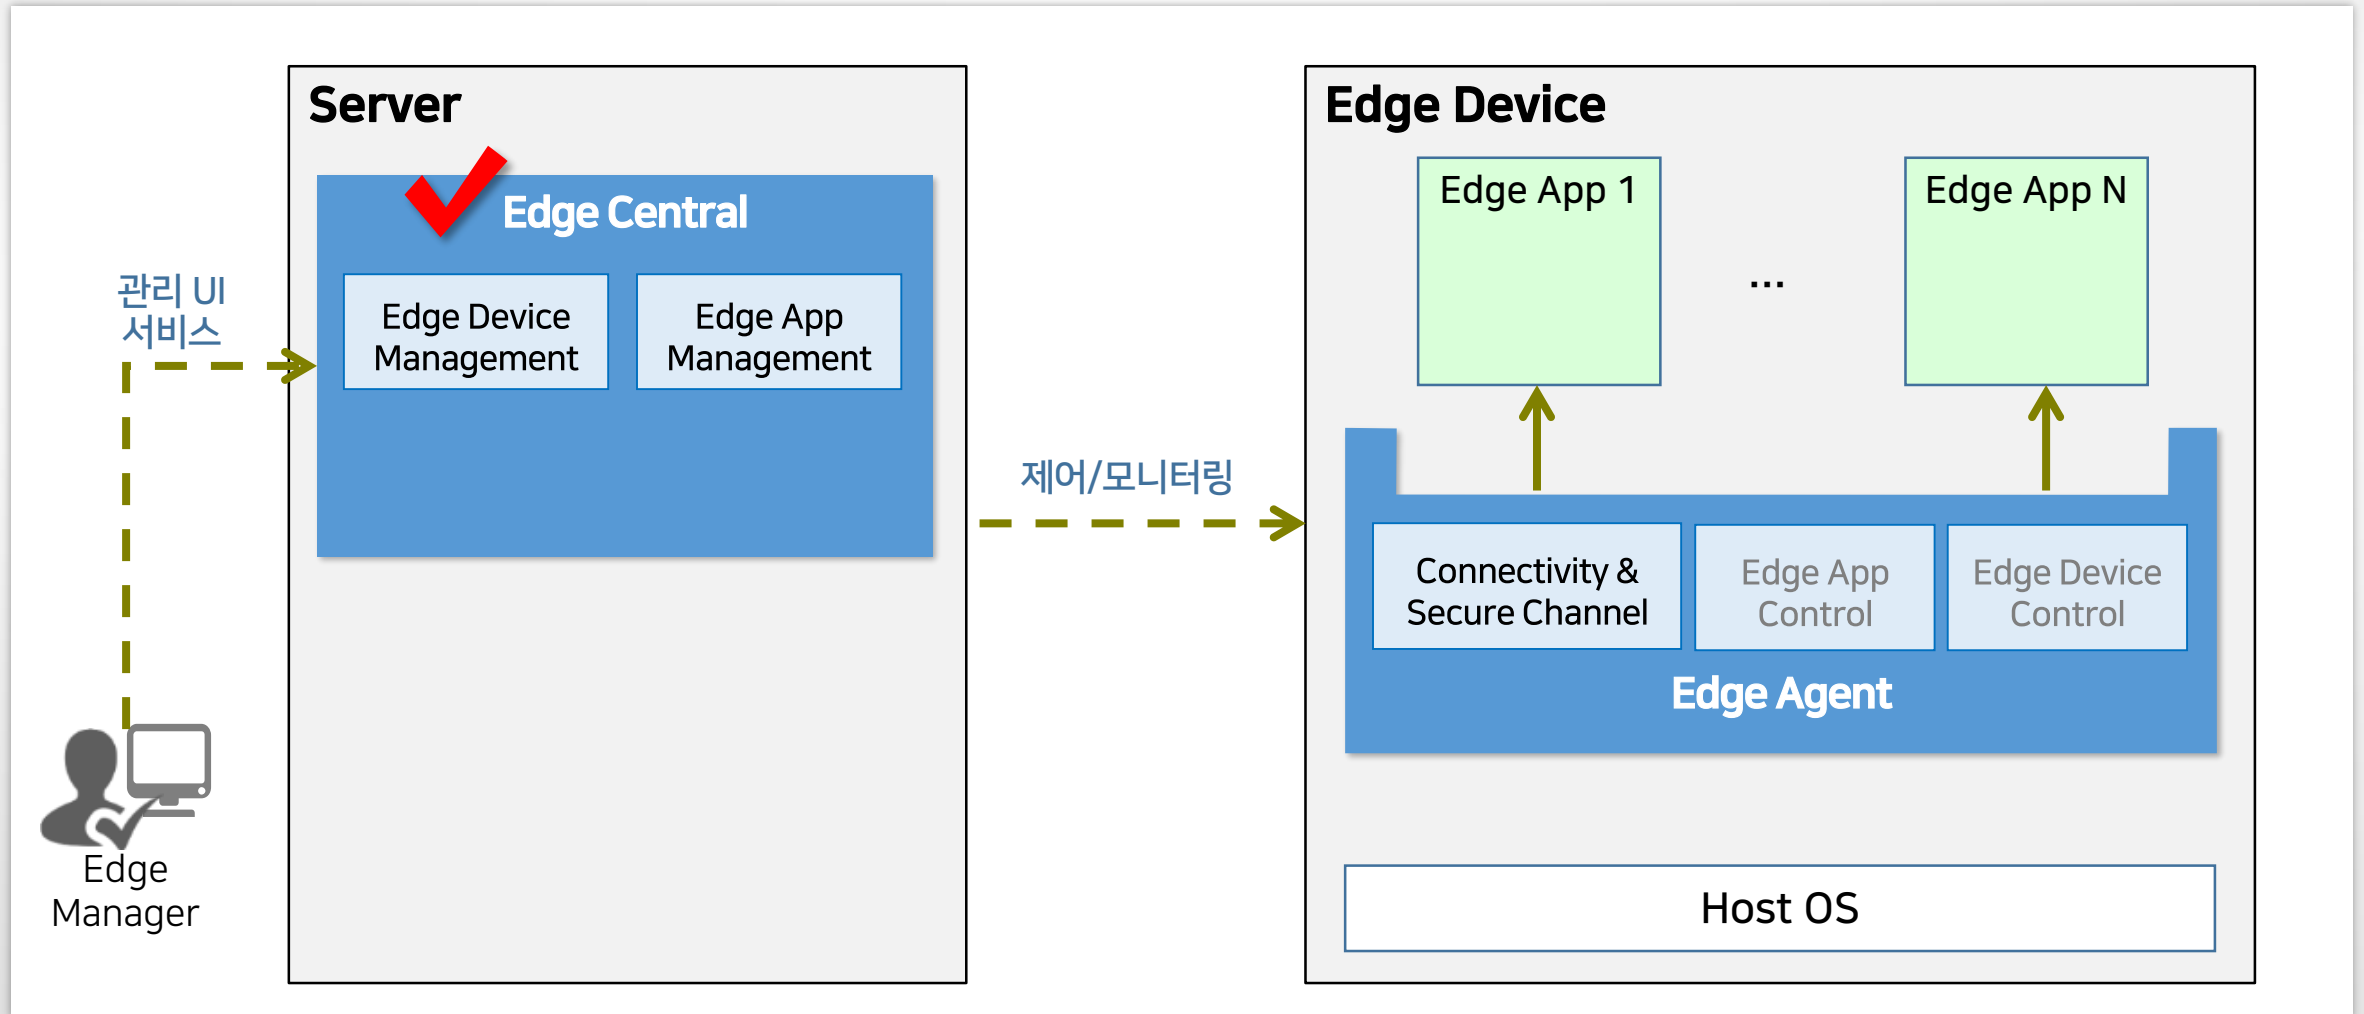 Server
Edge Central
Edge Device
Management
Edge App
Management
관리 UI
서비스
Edge
Manager
제어/모니터링
Edge Device
Edge App 1
...
Edge App N
Connectivity &
Secure Channel
Edge App
Control
Edge Device
Control
Edge Agent
Host OS